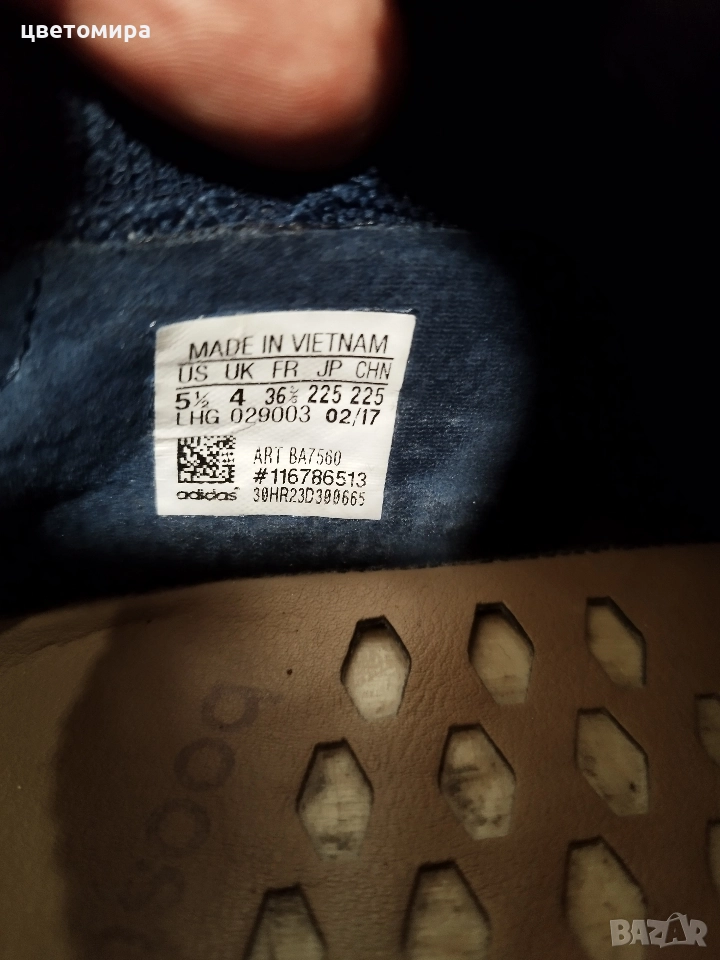 цветомира
MADE IN VIETNAM
US UK FR JP CHN
5½ 4 36⅔ 225 225
LHG 029003 02/17
ART BA7560
#116786513
adidas 30HR23D300665
BAZAR